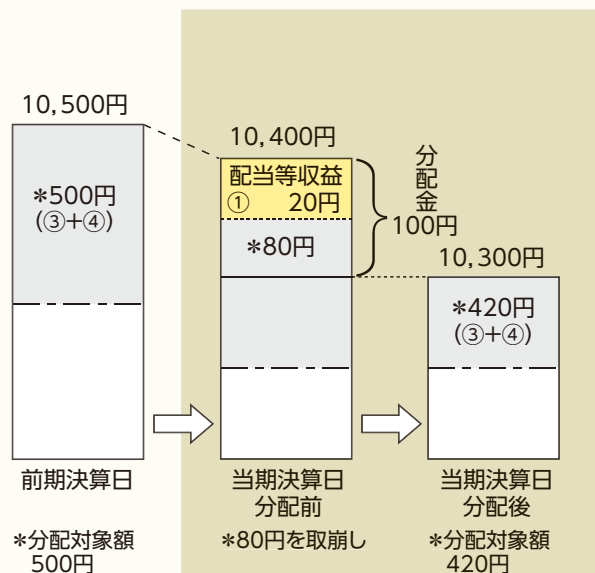 10,500円
*500円
(③+④)
前期決算日
*分配対象額
500円
10,400円
配当等収益
① 20円
*80円
分配金
100円
当期決算日
分配前
*80円を取崩し
10,300円
*420円
(③+④)
当期決算日
分配後
*分配対象額
420円